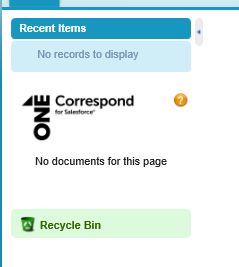 Recent Items
No records to display
ONE
Correspond
for Salesforce®
?
No documents for this page
Recycle Bin